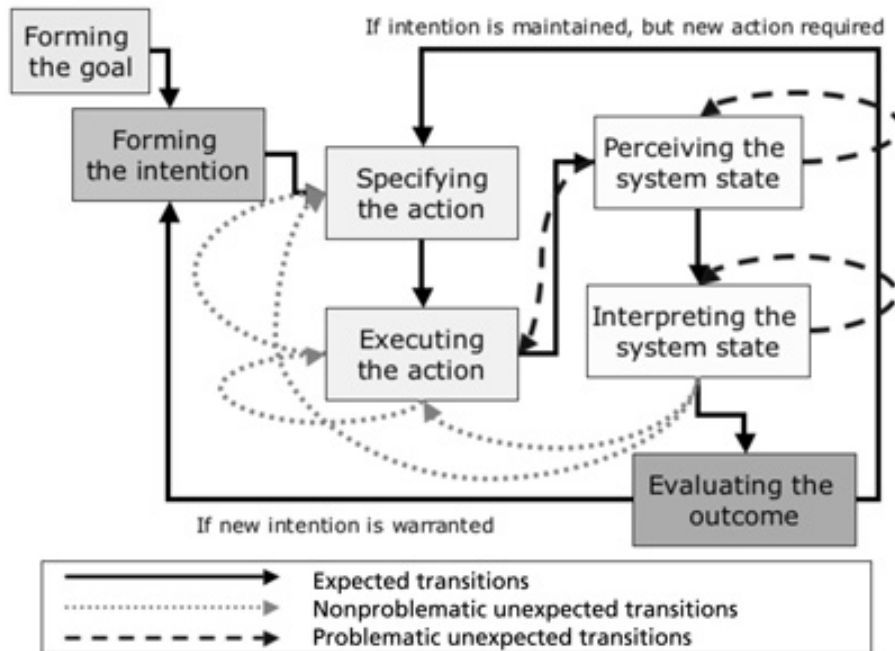 If intention is maintained, but new action required
Forming
the goal
Forming
the intention
Specifying
the action
Perceiving the
system state
Executing
the action
Interpreting the
system state
Evaluating the
outcome
If new intention is warranted
Expected transitions
Nonproblematic unexpected transitions
Problematic unexpected transitions